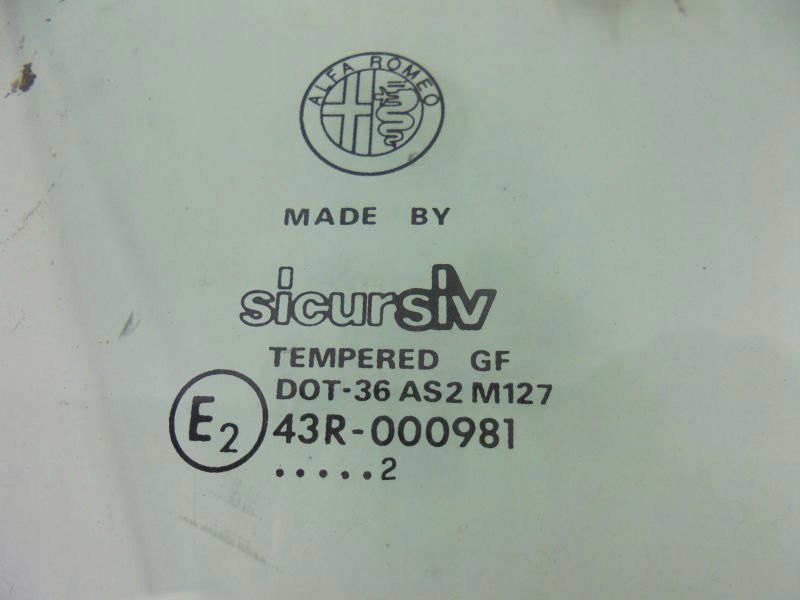 ALFA ROMEO
MADE BY
sicursiv
TEMPERED GF
DOT-36 AS2 M127
E2 43R-000981
.....2